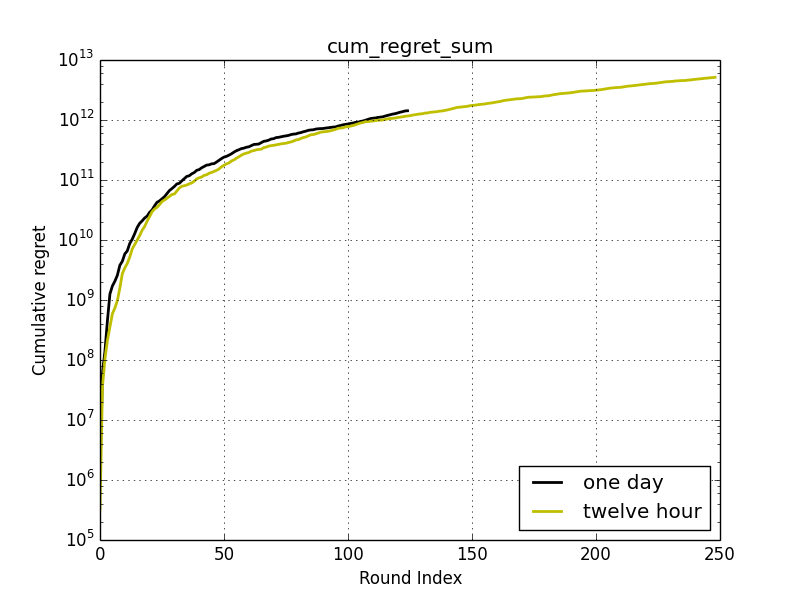 cum_regret_sum
Cumulative regret
10^13
10^12
10^11
10^10
10^9
10^8
10^7
10^6
10^5
one day
twelve hour
0 50 100 150 200 250
Round Index